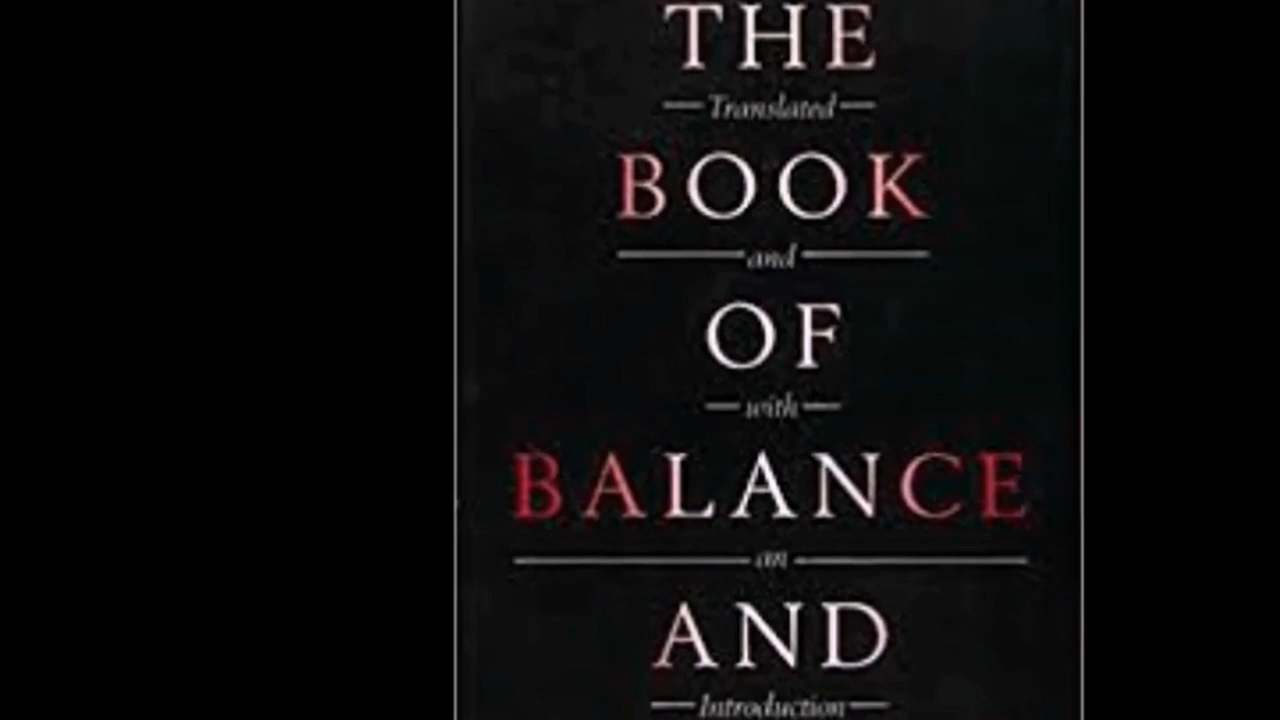 THE
Translated
BOOK
and
OF
with
BALANCE
an
AND
Introduction